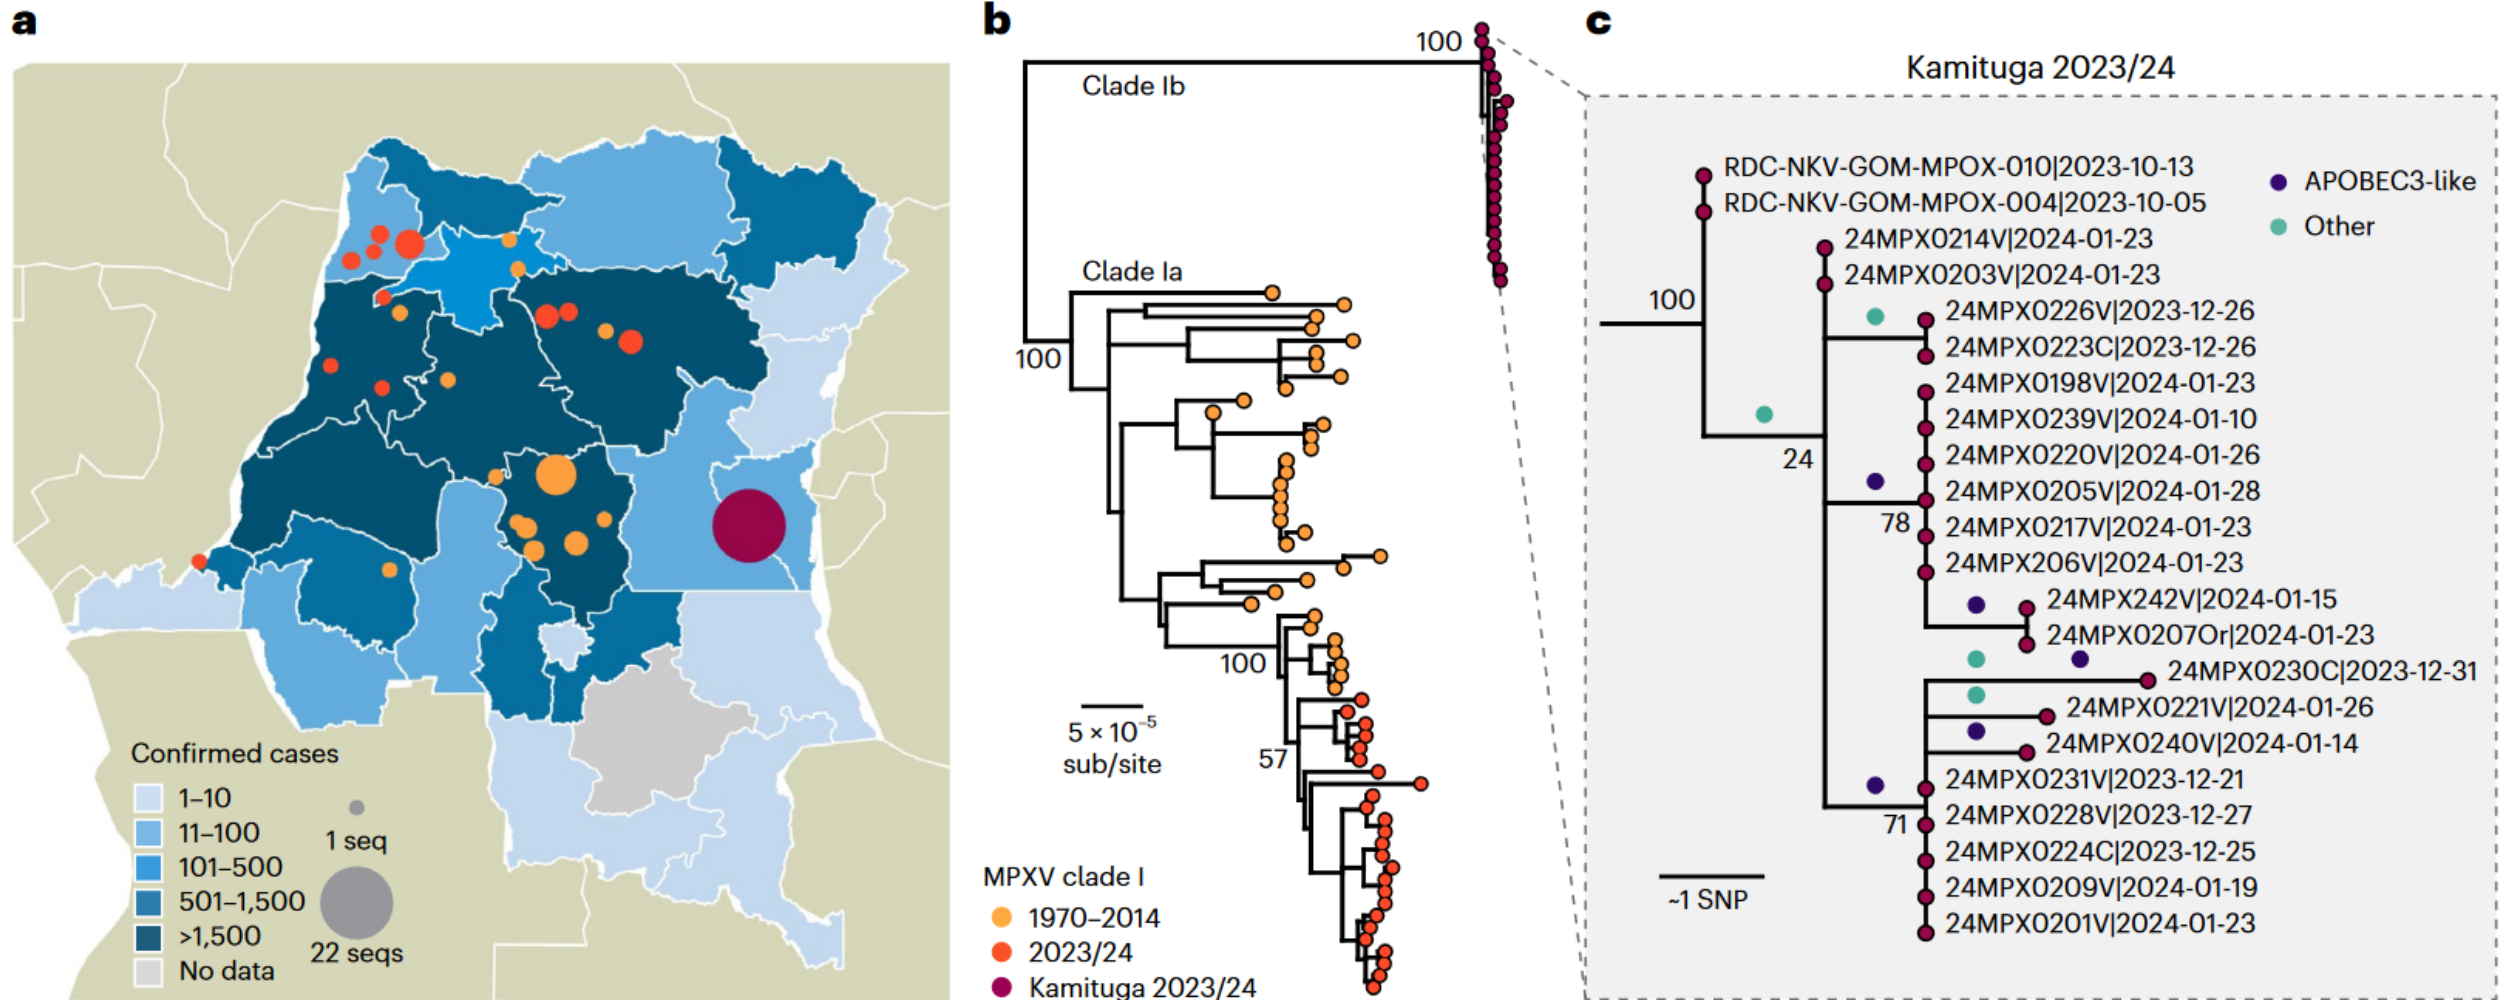 a
Confirmed cases
1–10
11–100
101–500
501–1,500
>1,500
No data
1 seq
22 seqs
b
100
Clade Ib
Clade Ia
100
100
57
5 × 10⁻⁵
sub/site
MPXV clade I
1970–2014
2023/24
Kamituga 2023/24
c
Kamituga 2023/24
APOBEC3-like
Other
RDC-NKV-GOM-MPOX-010|2023-10-13
RDC-NKV-GOM-MPOX-004|2023-10-05
24MPX0214V|2024-01-23
24MPX0203V|2024-01-23
100
24MPX0226V|2023-12-26
24MPX0223C|2023-12-26
24MPX0198V|2024-01-23
24MPX0239V|2024-01-10
24
24MPX0220V|2024-01-26
24MPX0205V|2024-01-28
78
24MPX0217V|2024-01-23
24MPX206V|2024-01-23
24MPX242V|2024-01-15
24MPX0207Or|2024-01-23
24MPX0230C|2023-12-31
24MPX0221V|2024-01-26
24MPX0240V|2024-01-14
24MPX0231V|2023-12-21
24MPX0228V|2023-12-27
71
24MPX0224C|2023-12-25
24MPX0209V|2024-01-19
24MPX0201V|2024-01-23
~1 SNP